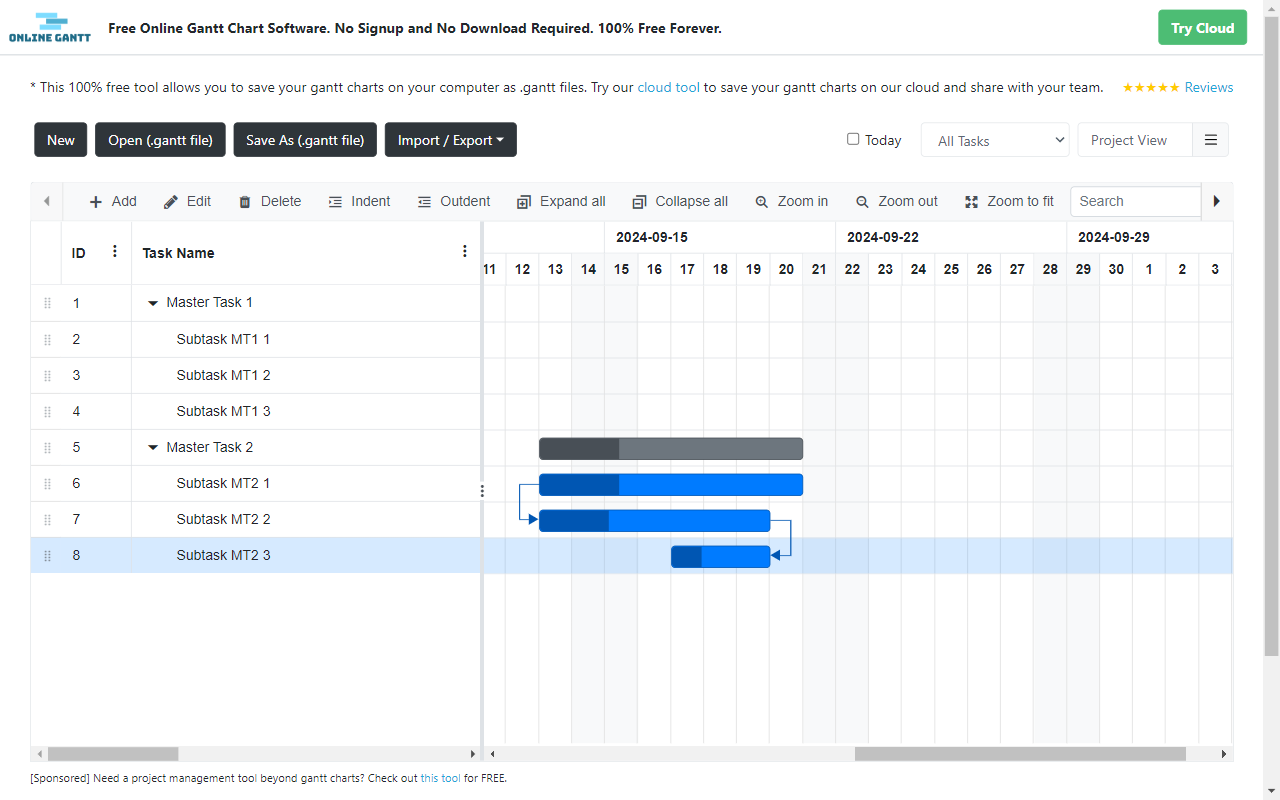 ONLINE GANTT
Free Online Gantt Chart Software. No Signup and No Download Required. 100% Free Forever.
Try Cloud
* This 100% free tool allows you to save your gantt charts on your computer as .gantt files. Try our cloud tool to save your gantt charts on our cloud and share with your team.
★★★★★ Reviews
New Open (.gantt file) Save As (.gantt file) Import / Export
Today All Tasks Project View
Add Edit Delete Indent Outdent Expand all Collapse all Zoom in Zoom out Zoom to fit Search
ID Task Name
2024-09-15 2024-09-22 2024-09-29
11 12 13 14 15 16 17 18 19 20 21 22 23 24 25 26 27 28 29 30 1 2 3
1 Master Task 1
2 Subtask MT1 1
3 Subtask MT1 2
4 Subtask MT1 3
5 Master Task 2
6 Subtask MT2 1
7 Subtask MT2 2
8 Subtask MT2 3
[Sponsored] Need a project management tool beyond gantt charts? Check out this tool for FREE.